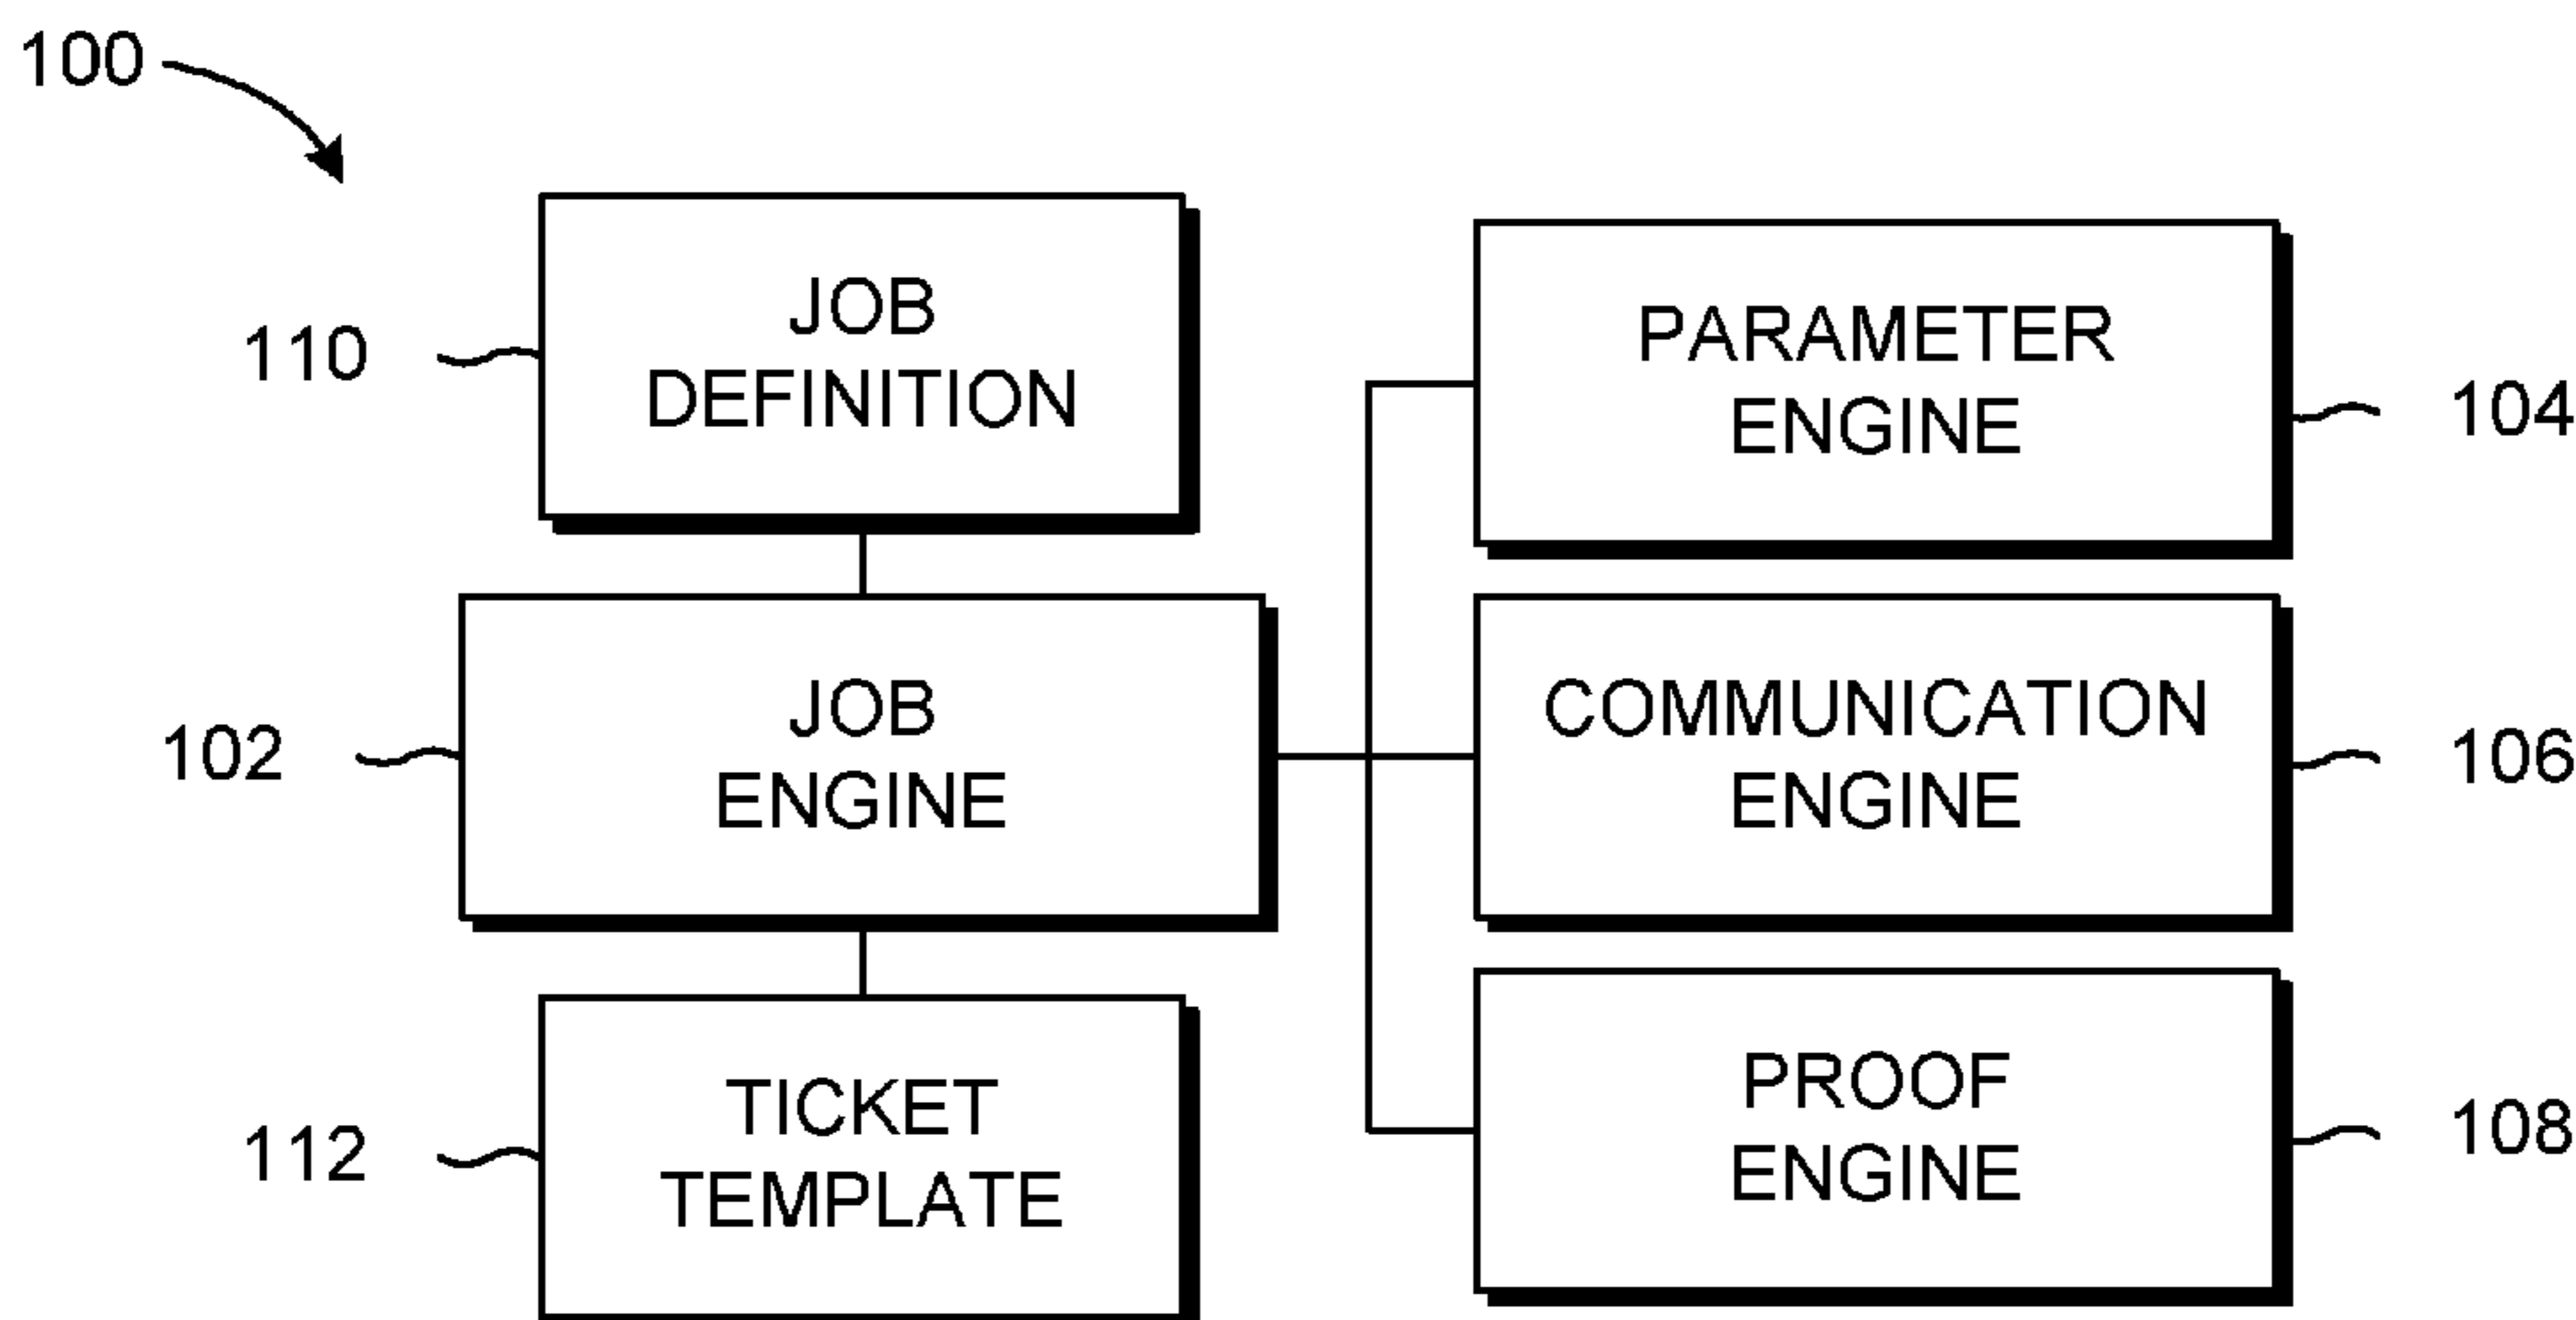 100
110
JOB
DEFINITION
PARAMETER
ENGINE
104
102
JOB
ENGINE
COMMUNICATION
ENGINE
106
112
TICKET
TEMPLATE
PROOF
ENGINE
108